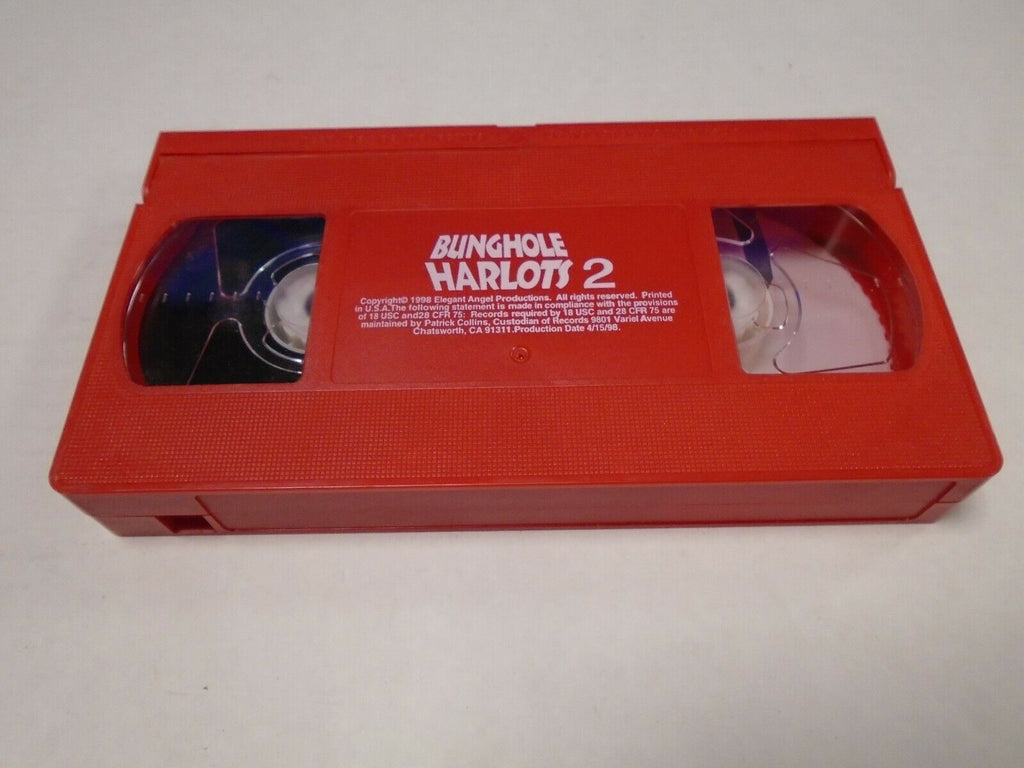 BUNGHOLE
HARLOTS 2
Copyright© 1998 Elegant Angel Productions. All rights reserved. Printed
in U.S.A.The following statement is made in compliance with the provisions
of 18 USC and28 CFR 75: Records required by 18 USC and 28 CFR 75 are
maintained by Patrick Collins, Custodian of Records 9801 Variel Avenue
Chatsworth, CA 91311.Production Date 4/15/98.